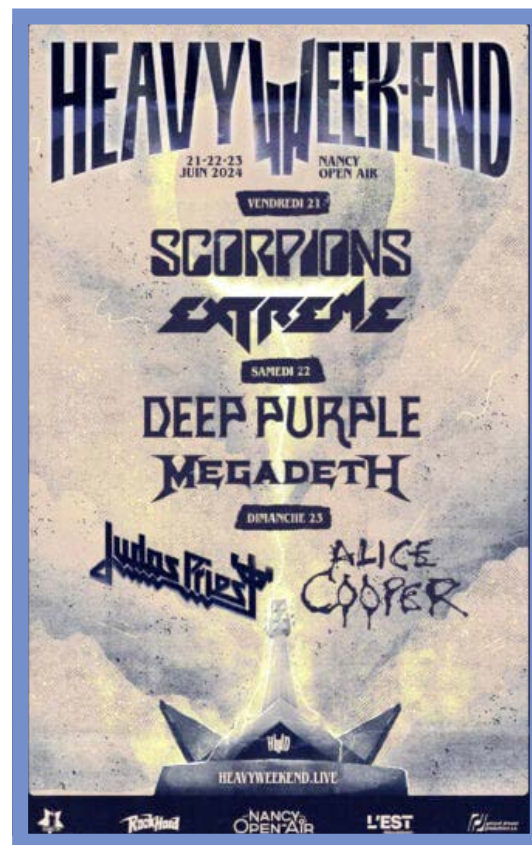 HEAVY WEEK-END
21-22-23
JUIN 2024
NANCY
OPEN AIR
VENDREDI 21
SCORPIONS
EXTREME
SAMEDI 22
DEEP PURPLE
MEGADETH
DIMANCHE 23
Judas Priest
ALICE
COOPER
HWD
HEAVYWEEKEND.LIVE
RockHard
NANCY
OPEN AIR
L'EST